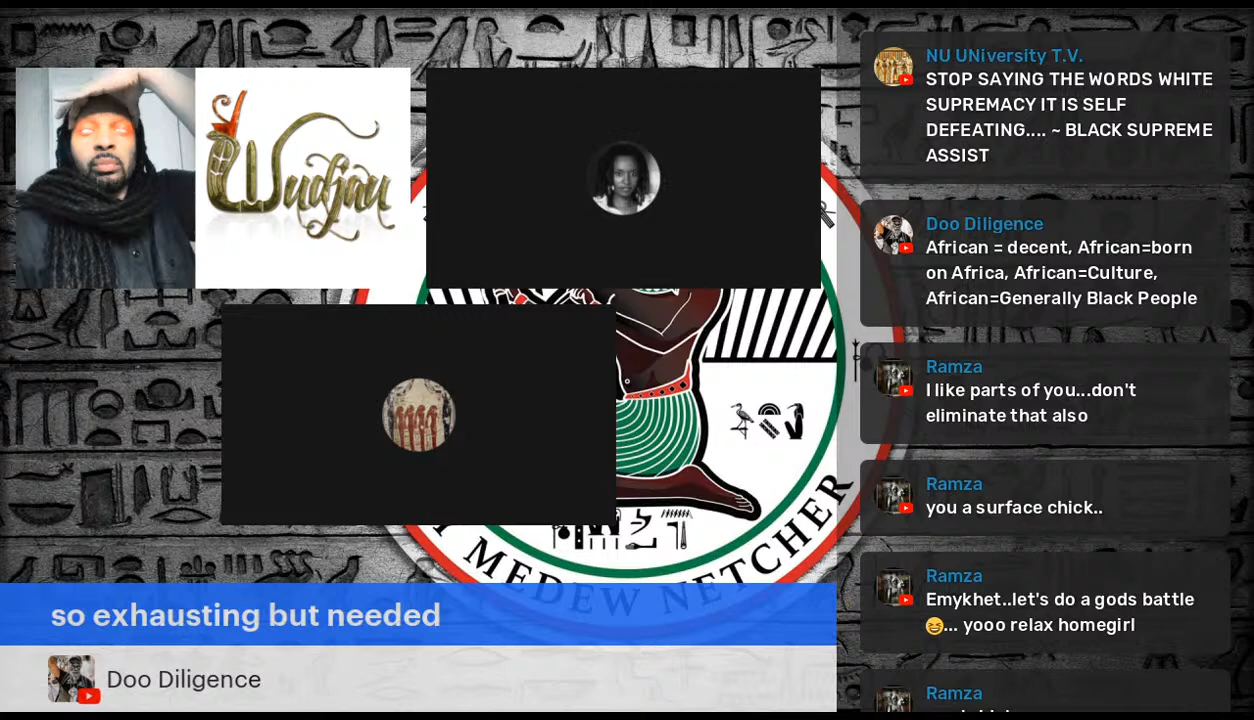 Wudjau
MEDEW NETCHER
so exhausting but needed
Doo Diligence
NU UNiversity T.V.
STOP SAYING THE WORDS WHITE
SUPREMACY IT IS SELF
DEFEATING.... ~ BLACK SUPREME
ASSIST
Doo Diligence
African = decent, African=born
on Africa, African=Culture,
African=Generally Black People
Ramza
I like parts of you...don't
eliminate that also
Ramza
you a surface chick..
Ramza
Emykhet..let's do a gods battle
😆... yooo relax homegirl
Ramza